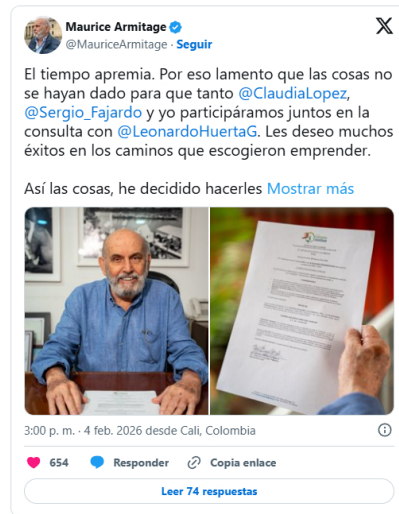 Maurice Armitage
@MauriceArmitage · Seguir
El tiempo apremia. Por eso lamento que las cosas no
se hayan dado para que tanto @ClaudiaLopez,
@Sergio_Fajardo y yo participáramos juntos en la
consulta con @LeonardoHuertaG. Les deseo muchos
éxitos en los caminos que escogieron emprender.
Así las cosas, he decidido hacerles Mostrar más
3:00 p. m. · 4 feb. 2026 desde Cali, Colombia
654 Responder Copia enlace
Leer 74 respuestas